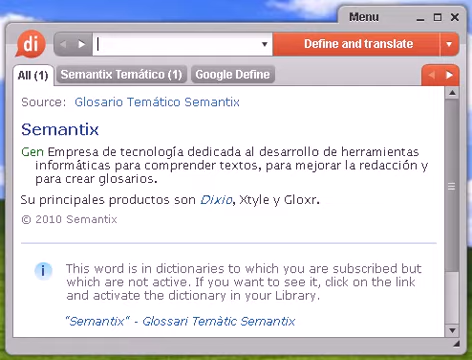 Menu
di
Define and translate
All (1) Semantix Temático (1) Google Define
Source: Glosario Temático Semantix
Semantix
Gen Empresa de tecnología dedicada al desarrollo de herramientas
informáticas para comprender textos, para mejorar la redacción y
para crear glosarios.
Su principales productos son Dixio, Xtyle y Gloxr.
© 2010 Semantix
i
This word is in dictionaries to which you are subscribed but
which are not active. If you want to see it, click on the link
and activate the dictionary in your Library.
"Semantix" - Glossari Temàtic Semantix